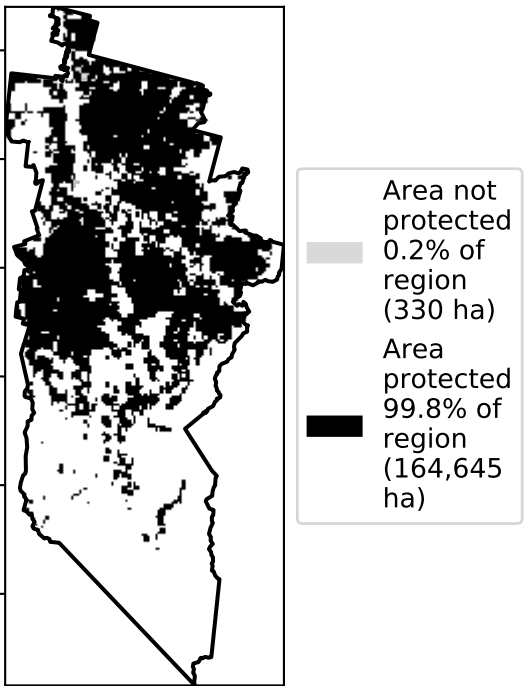 Area not
protected
0.2% of
region
(330 ha)
Area
protected
99.8% of
region
(164,645
ha)